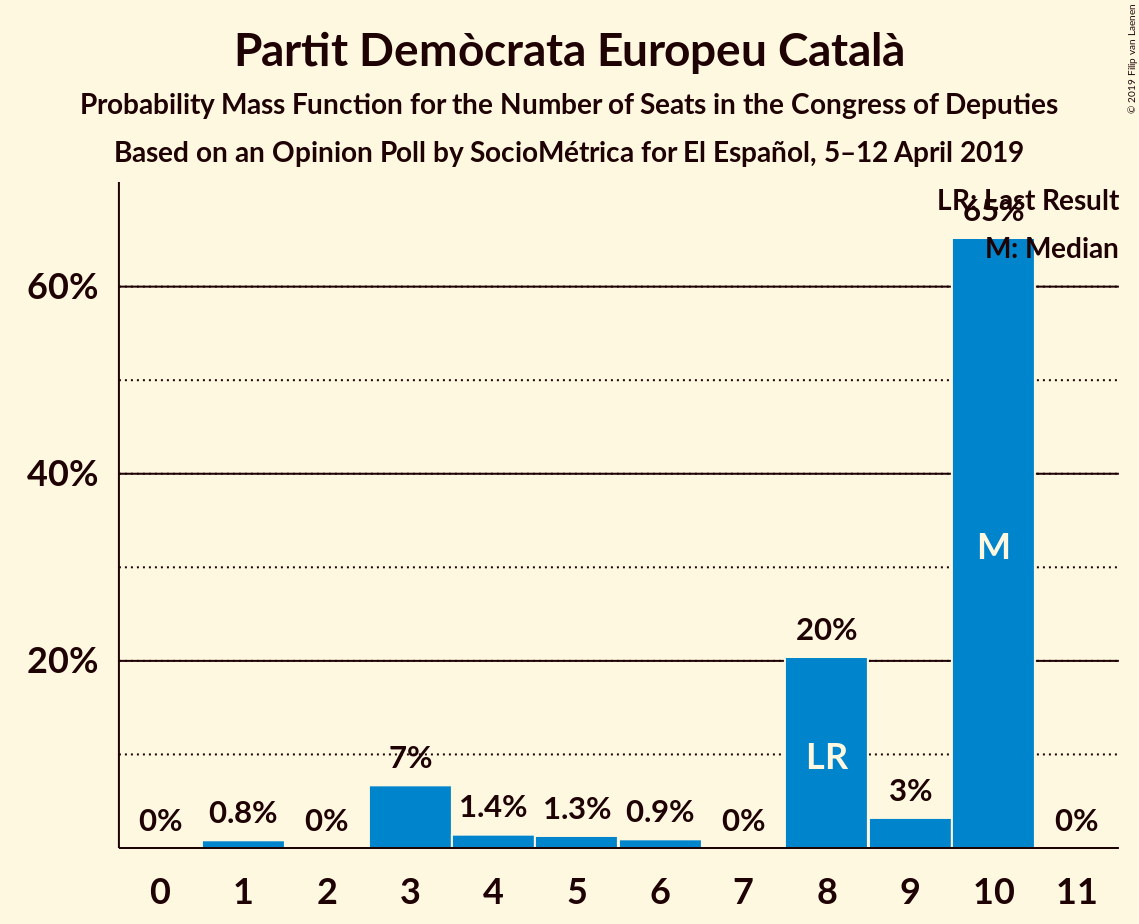 Partit Demòcrata Europeu Català
Probability Mass Function for the Number of Seats in the Congress of Deputies
Based on an Opinion Poll by SocioMétrica for El Español, 5–12 April 2019
© 2019 Filip van Laenen
LR: Last Result
M: Median
65%
60%
40%
20%
0%
0.8%
0%
7%
1.4%
1.3%
0.9%
0%
20%
LR
3%
M
0%
0 1 2 3 4 5 6 7 8 9 10 11